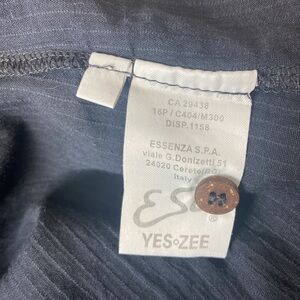 CA 29438
16P / C404/M300
DISP.1158
ESSENZA S.P.A.
viale G.Donizetti 51
24020 Cerete(BG)
Italy
®
YES•ZEE